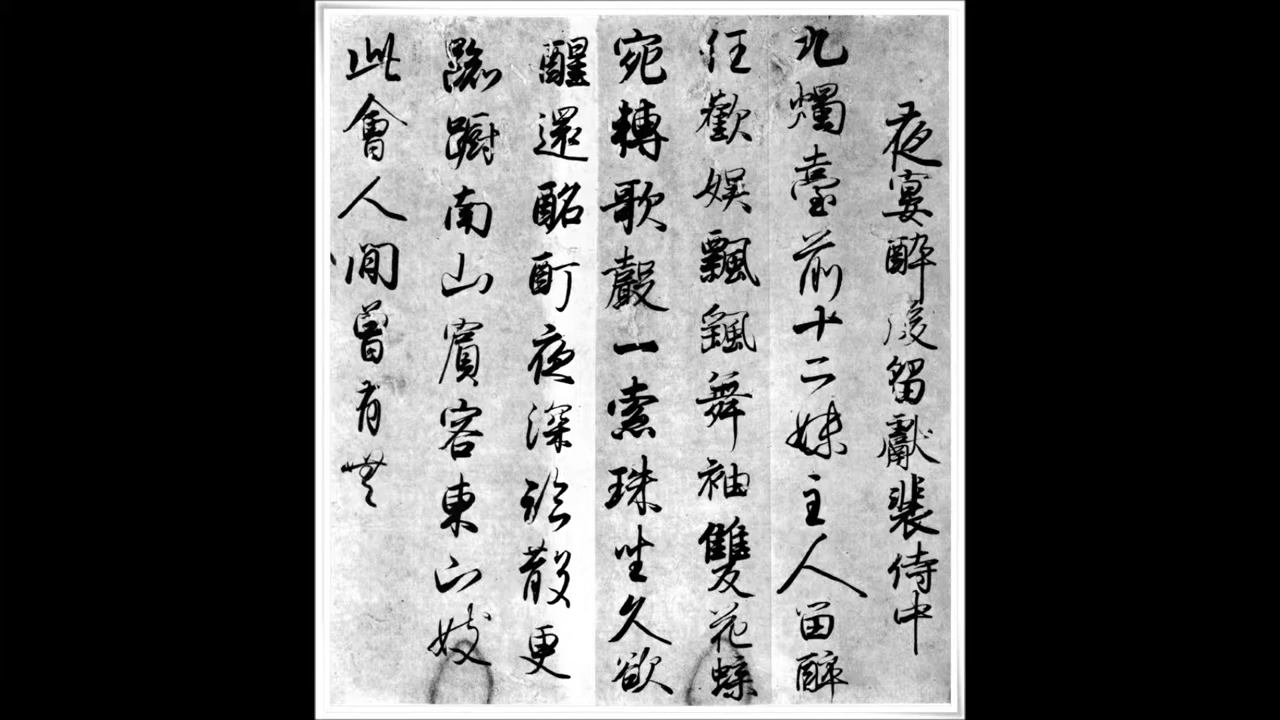 夜宴醉後留獻裴侍中
九燭臺前十二姝主人留醉
任歡娛飄颻舞袖雙花蝶
宛轉歌聲一索珠坐久欲
醒還酩酊夜深臨散更
踟躕南山賓客東山妓
此會人間曾有無